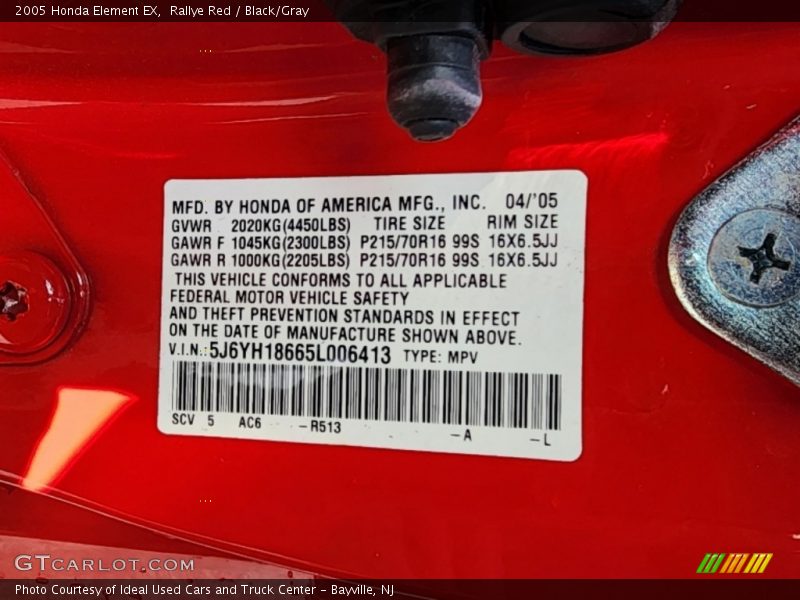 2005 Honda Element EX,  Rallye Red / Black/Gray
MFD. BY HONDA OF AMERICA MFG., INC. 04/'05
GVWR 2020KG(4450LBS) TIRE SIZE RIM SIZE
GAWR F 1045KG(2300LBS) P215/70R16 99S 16X6.5JJ
GAWR R 1000KG(2205LBS) P215/70R16 99S 16X6.5JJ
THIS VEHICLE CONFORMS TO ALL APPLICABLE
FEDERAL MOTOR VEHICLE SAFETY
AND THEFT PREVENTION STANDARDS IN EFFECT
ON THE DATE OF MANUFACTURE SHOWN ABOVE.
V.I.N.: 5J6YH18665L006413 TYPE: MPV
SCV 5 AC6 –R513 –A –L
GTCARLOT.COM
Photo Courtesy of Ideal Used Cars and Truck Center – Bayville, NJ